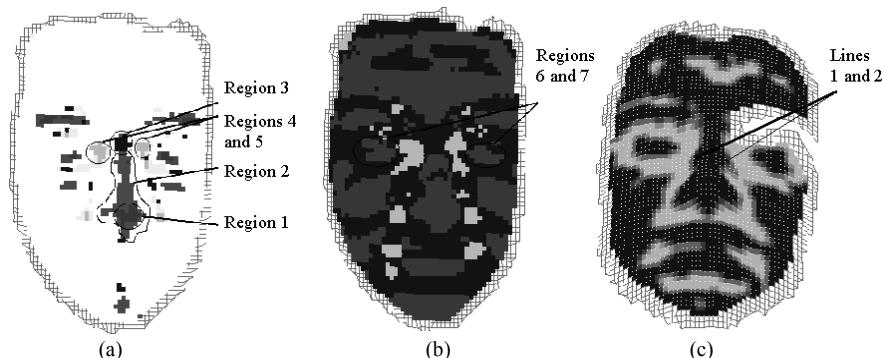 Region 3
Regions 4
and 5
Region 2
Region 1
Regions
6 and 7
Lines
1 and 2
(a)
(b)
(c)